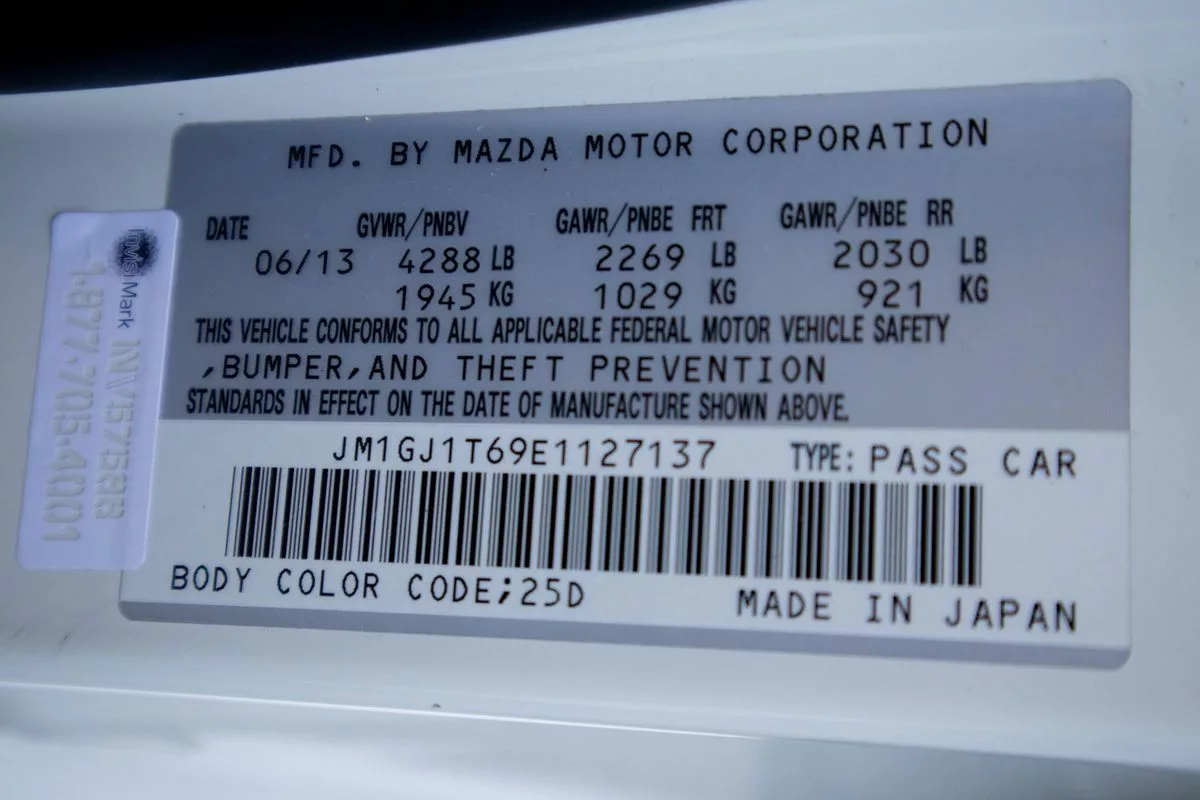 MFD. BY MAZDA MOTOR CORPORATION
DATE GVWR/PNBV GAWR/PNBE FRT GAWR/PNBE RR
06/13 4288 LB 2269 LB 2030 LB
1945 KG 1029 KG 921 KG
THIS VEHICLE CONFORMS TO ALL APPLICABLE FEDERAL MOTOR VEHICLE SAFETY
,BUMPER,AND THEFT PREVENTION
STANDARDS IN EFFECT ON THE DATE OF MANUFACTURE SHOWN ABOVE.
JM1GJ1T69E1127137 TYPE: PASS CAR
BODY COLOR CODE;25D
MADE IN JAPAN
InVisiMark
1.877.705.4001